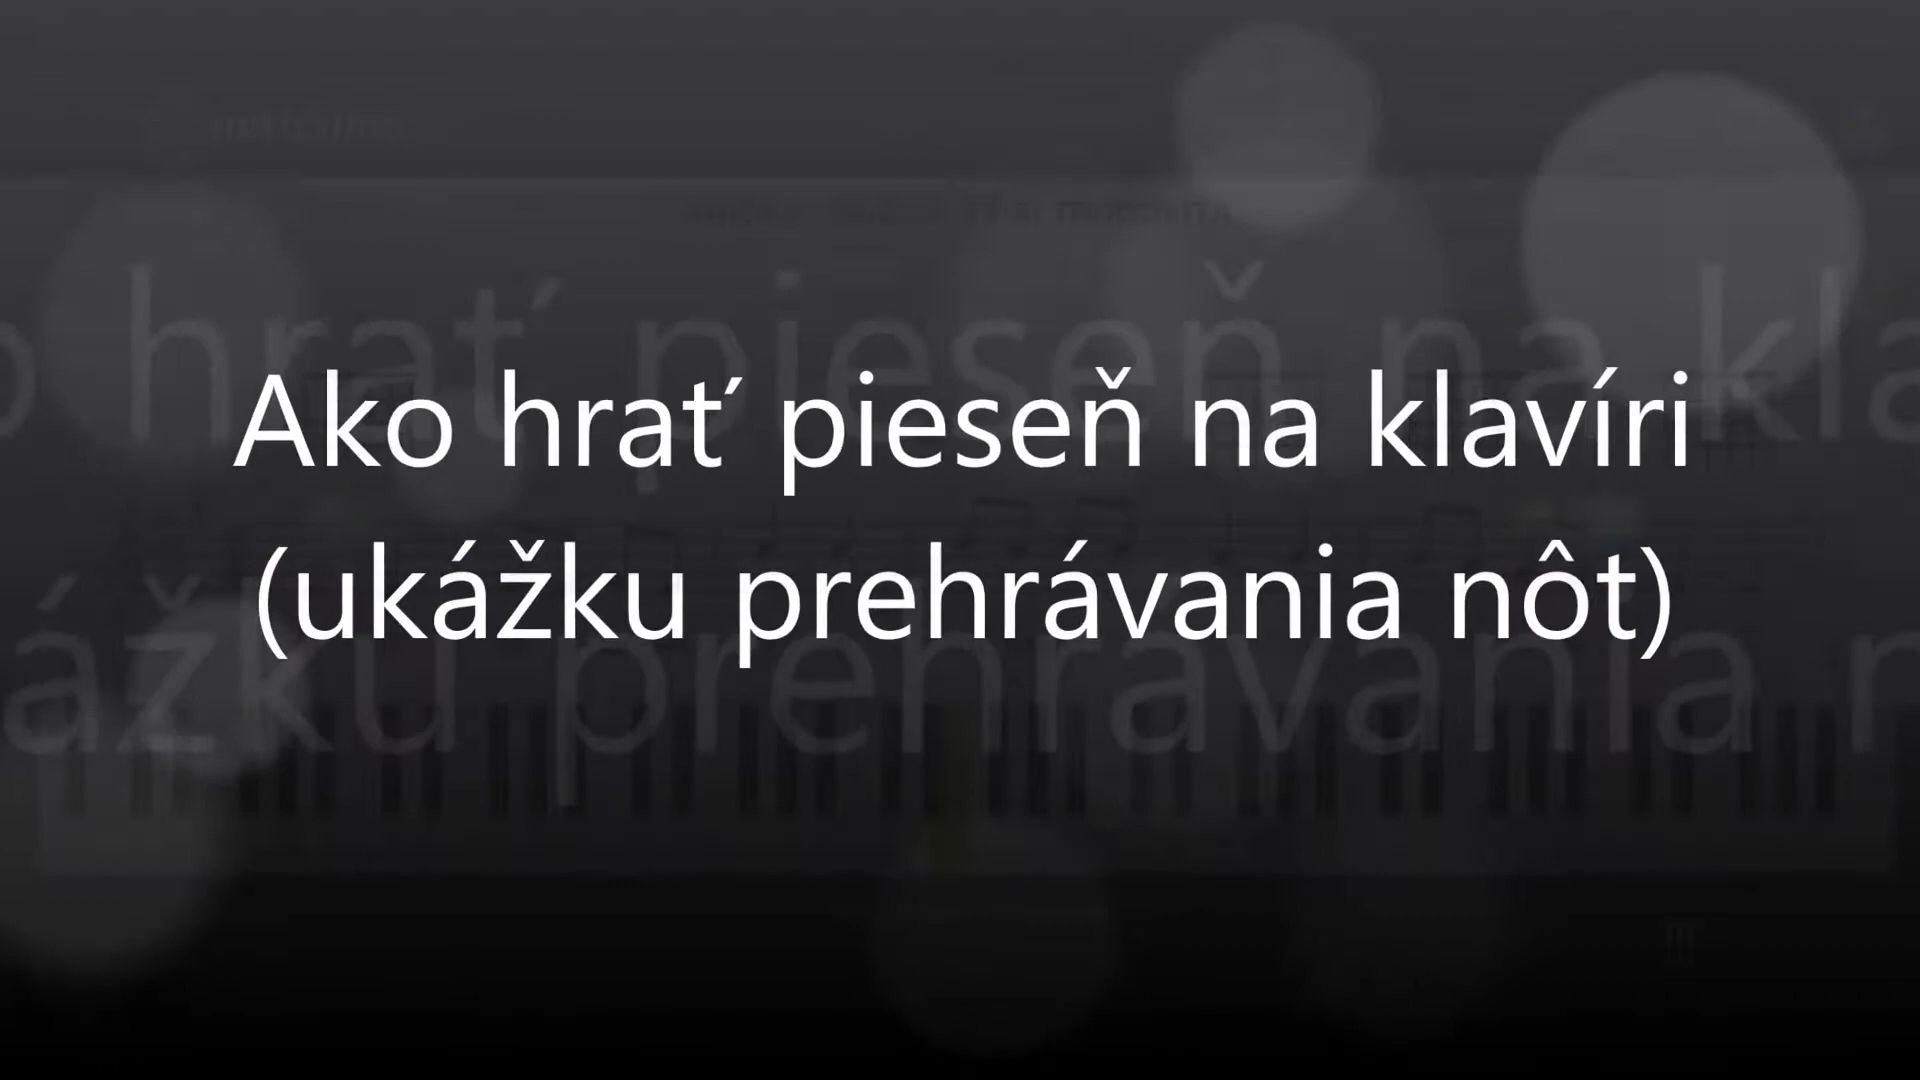 Ako hrať pieseň na klavíri
(ukážku prehrávania nôt)